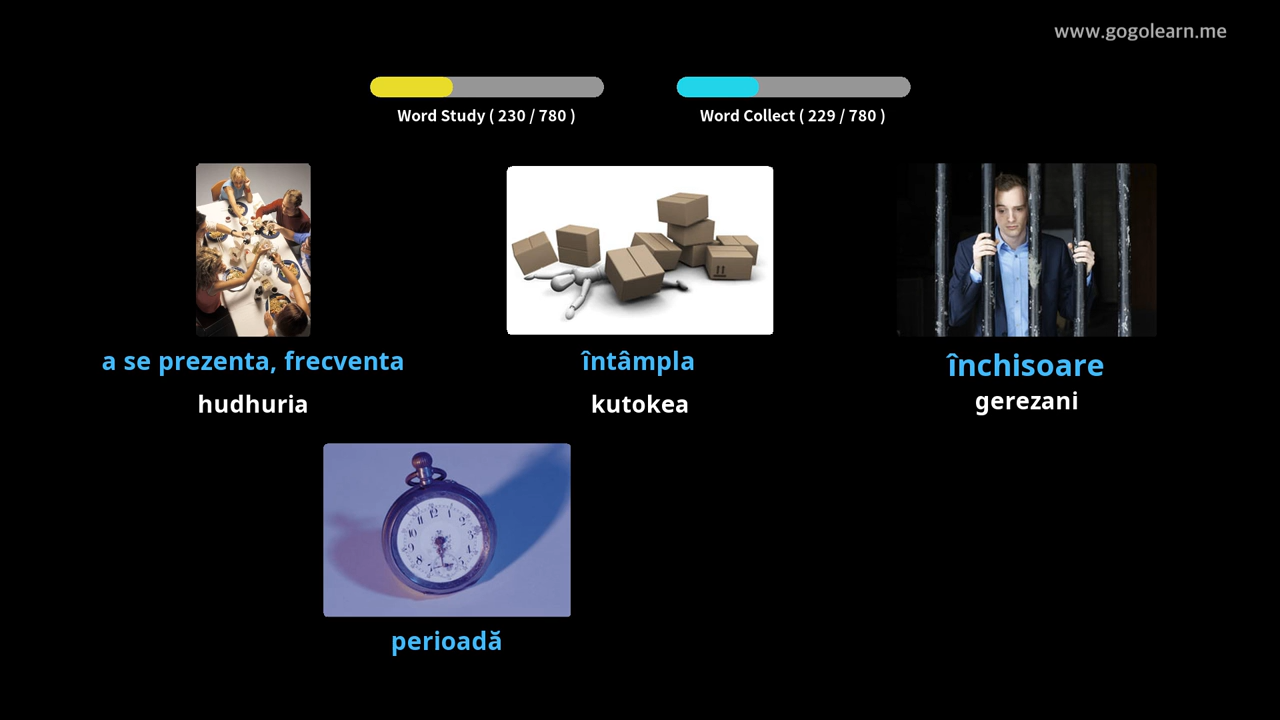 www.gogolearn.me
Word Study ( 230 / 780 )
Word Collect ( 229 / 780 )
a se prezenta, frecventa
hudhuria
întâmpla
kutokea
închisoare
gerezani
perioadă